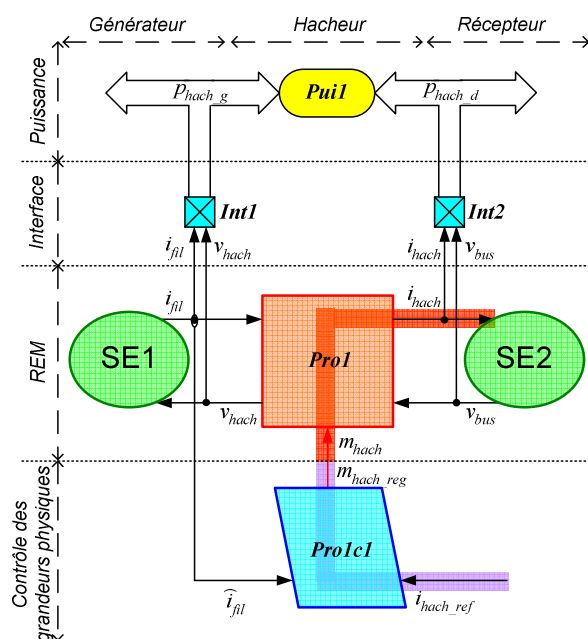 Générateur Hacheur Récepteur
Puissance
p_hach_g Pui1 p_hach_d
Interface
Int1 Int2
i_fil v_hach i_hach v_bus
REM
i_fil i_hach
SE1 Pro1 SE2
v_hach v_bus
m_hach
m_hach_reg
Contrôle des
grandeurs physiques
Pro1c1
î_fil i_hach_ref